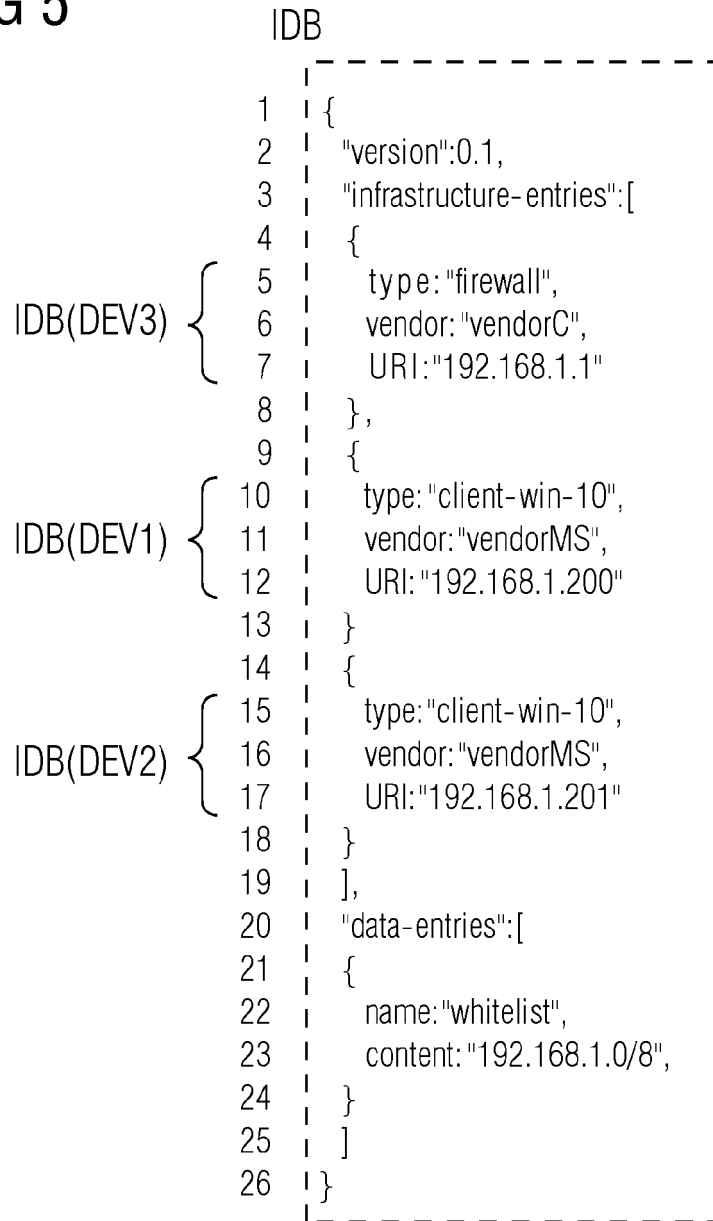 G 5
IDB
1 {
2 "version":0.1,
3 "infrastructure-entries":[
4 {
IDB(DEV3)
5 type:"firewall",
6 vendor:"vendorC",
7 URI:"192.168.1.1"
8 },
9 {
IDB(DEV1)
10 type:"client-win-10",
11 vendor:"vendorMS",
12 URI:"192.168.1.200"
13 }
14 {
IDB(DEV2)
15 type:"client-win-10",
16 vendor:"vendorMS",
17 URI:"192.168.1.201"
18 }
19 ],
20 "data-entries":[
21 {
22 name:"whitelist",
23 content:"192.168.1.0/8",
24 }
25 ]
26 }